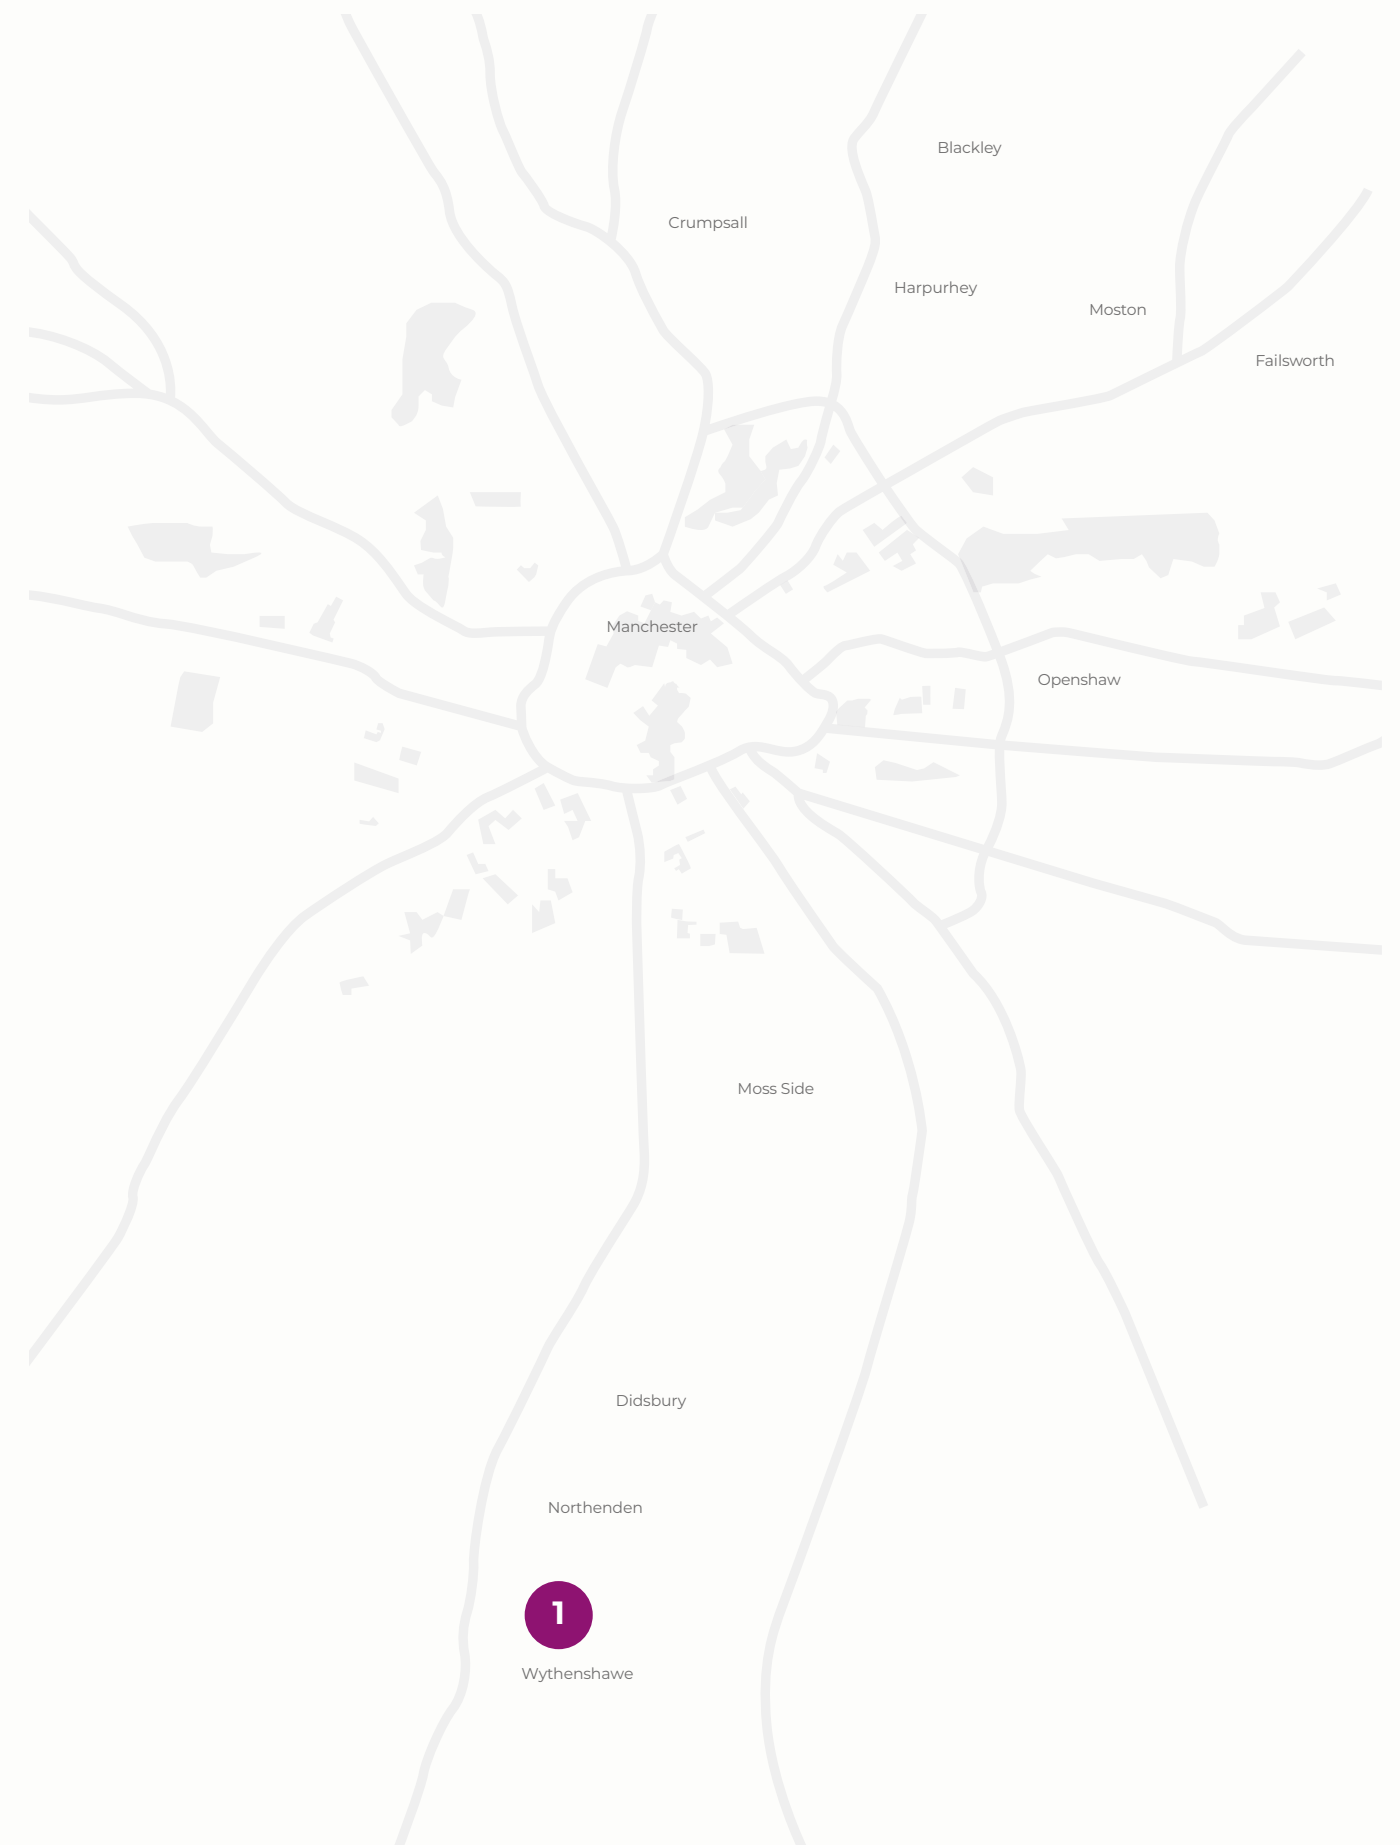 Blackley
Crumpsall
Harpurhey
Moston
Failsworth
Manchester
Openshaw
Moss Side
Didsbury
Northenden
1
Wythenshawe